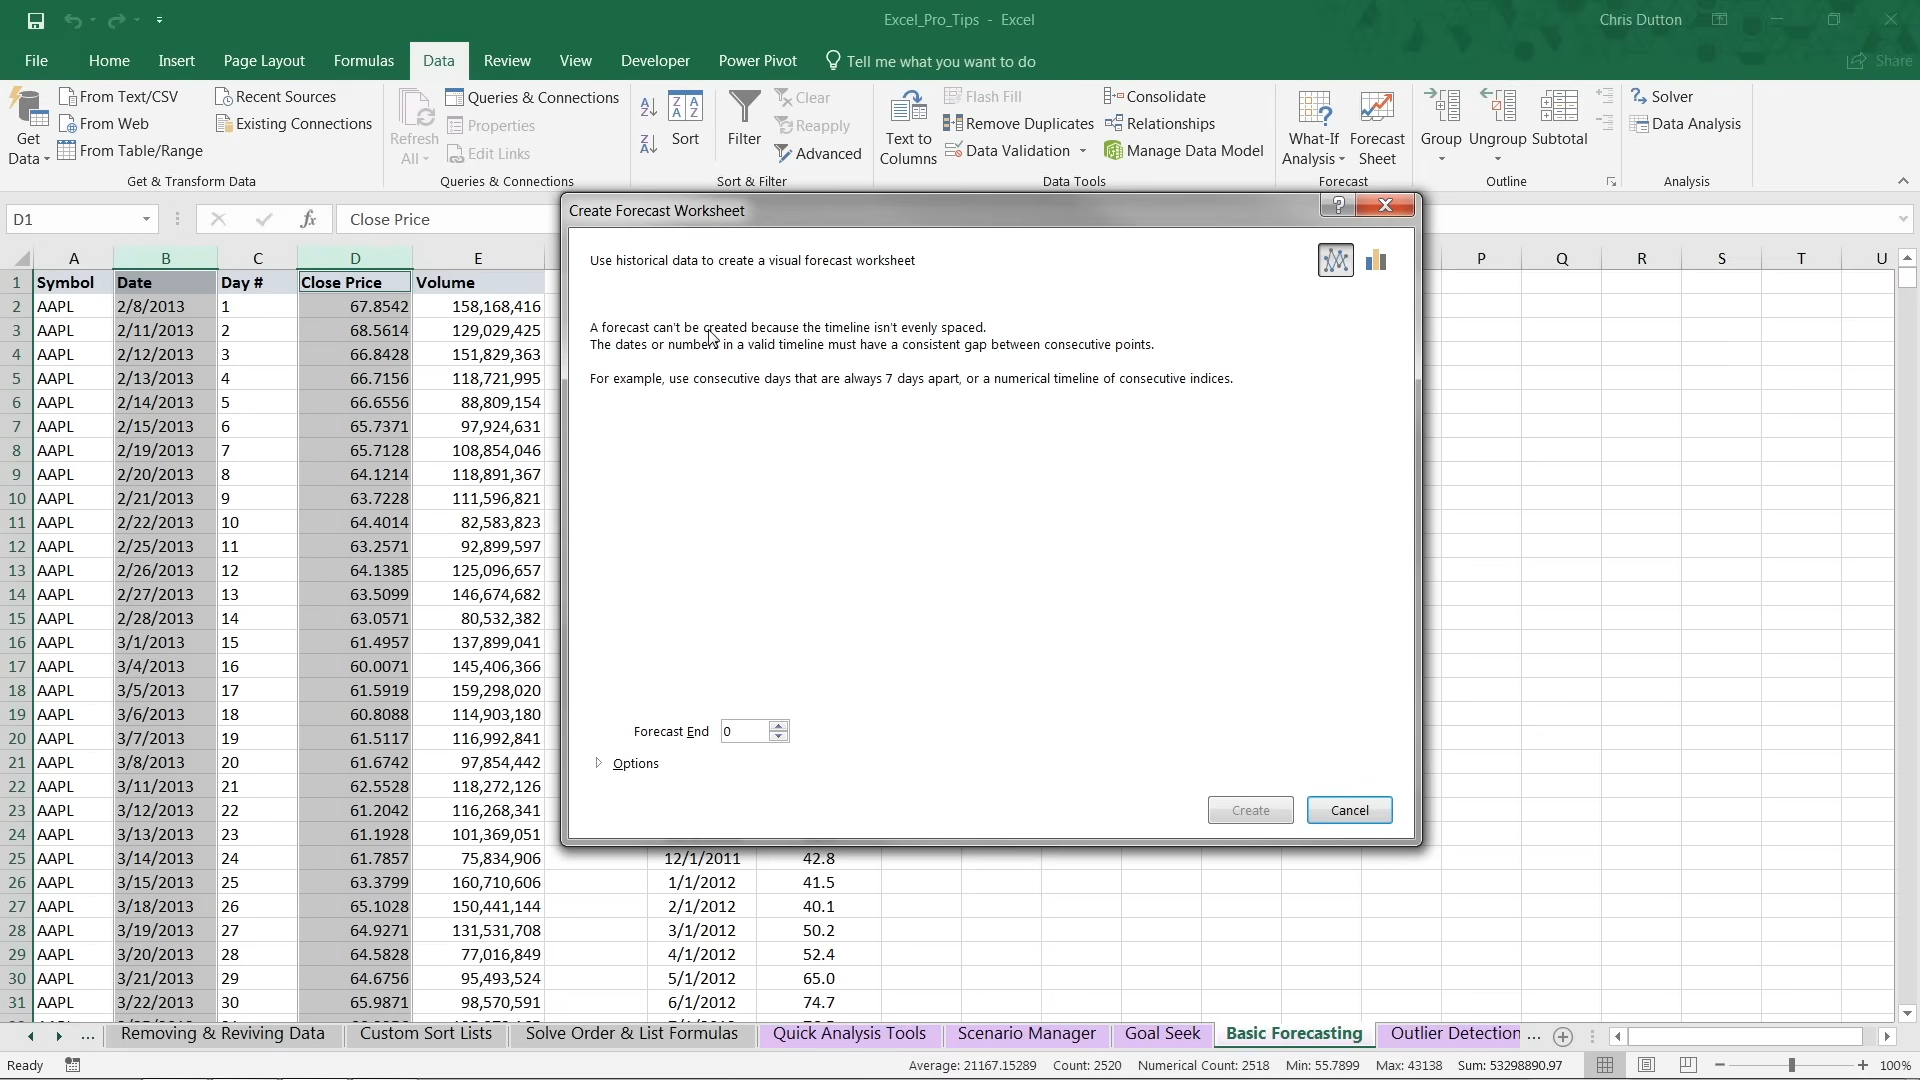 Excel_Pro_Tips - Excel
Chris Dutton
File Home Insert Page Layout Formulas Data Review View Developer Power Pivot Tell me what you want to do Share
Get Data
From Text/CSV
From Web
From Table/Range
Recent Sources
Existing Connections
Get & Transform Data
Refresh All
Queries & Connections
Properties
Edit Links
Queries & Connections
Sort
Filter
Clear
Reapply
Advanced
Sort & Filter
Text to Columns
Flash Fill
Remove Duplicates
Data Validation
Consolidate
Relationships
Manage Data Model
Data Tools
What-If Analysis
Forecast Sheet
Forecast
Group
Ungroup
Subtotal
Outline
Solver
Data Analysis
Analysis
D1
fx
Close Price
A B C D E P Q R S T U
1 Symbol Date Day # Close Price Volume
2 AAPL 2/8/2013 1 67.8542 158,168,416
3 AAPL 2/11/2013 2 68.5614 129,029,425
4 AAPL 2/12/2013 3 66.8428 151,829,363
5 AAPL 2/13/2013 4 66.7156 118,721,995
6 AAPL 2/14/2013 5 66.6556 88,809,154
7 AAPL 2/15/2013 6 65.7371 97,924,631
8 AAPL 2/19/2013 7 65.7128 108,854,046
9 AAPL 2/20/2013 8 64.1214 118,891,367
10 AAPL 2/21/2013 9 63.7228 111,596,821
11 AAPL 2/22/2013 10 64.4014 82,583,823
12 AAPL 2/25/2013 11 63.2571 92,899,597
13 AAPL 2/26/2013 12 64.1385 125,096,657
14 AAPL 2/27/2013 13 63.5099 146,674,682
15 AAPL 2/28/2013 14 63.0571 80,532,382
16 AAPL 3/1/2013 15 61.4957 137,899,041
17 AAPL 3/4/2013 16 60.0071 145,406,366
18 AAPL 3/5/2013 17 61.5919 159,298,020
19 AAPL 3/6/2013 18 60.8088 114,903,180
20 AAPL 3/7/2013 19 61.5117 116,992,841
21 AAPL 3/8/2013 20 61.6742 97,854,442
22 AAPL 3/11/2013 21 62.5528 118,272,126
23 AAPL 3/12/2013 22 61.2042 116,268,341
24 AAPL 3/13/2013 23 61.1928 101,369,051
25 AAPL 3/14/2013 24 61.7857 75,834,906 12/1/2011 42.8
26 AAPL 3/15/2013 25 63.3799 160,710,606 1/1/2012 41.5
27 AAPL 3/18/2013 26 65.1028 150,441,144 2/1/2012 40.1
28 AAPL 3/19/2013 27 64.9271 131,531,708 3/1/2012 50.2
29 AAPL 3/20/2013 28 64.5828 77,016,849 4/1/2012 52.4
30 AAPL 3/21/2013 29 64.6756 95,493,524 5/1/2012 65.0
31 AAPL 3/22/2013 30 65.9871 98,570,591 6/1/2012 74.7
Create Forecast Worksheet
Use historical data to create a visual forecast worksheet
A forecast can't be created because the timeline isn't evenly spaced.
The dates or numbers in a valid timeline must have a consistent gap between consecutive points.
For example, use consecutive days that are always 7 days apart, or a numerical timeline of consecutive indices.
Forecast End 0
Options
Create Cancel
... Removing & Reviving Data Custom Sort Lists Solve Order & List Formulas Quick Analysis Tools Scenario Manager Goal Seek Basic Forecasting Outlier Detection ...
Ready Average: 21167.15289 Count: 2520 Numerical Count: 2518 Min: 55.7899 Max: 43138 Sum: 53298890.97 100%